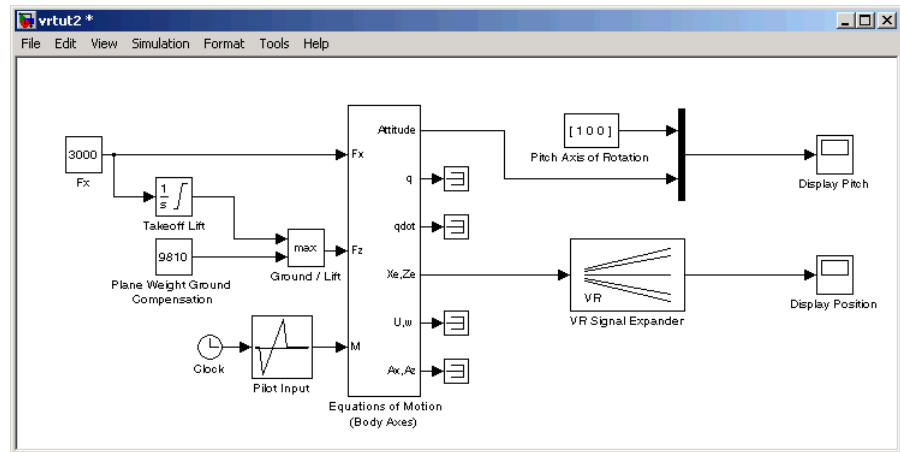 vrtut2 *
File Edit View Simulation Format Tools Help
3000
Fx
1
s
Takeoff Lift
9810
Plane Weight Ground
Compensation
max
Ground / Lift
Clock
Pilot Input
Fx
Fz
M
Attitude
q
qdot
Xe,Ze
U,w
Ax,Az
Equations of Motion
(Body Axes)
[ 1 0 0 ]
Pitch Axis of Rotation
VR
VR Signal Expander
Display Pitch
Display Position